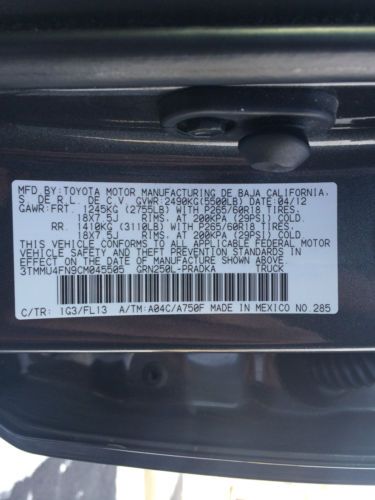 MFD.BY:TOYOTA MOTOR MANUFACTURING DE BAJA CALIFORNIA,
S. DE R.L. DE C.V. GVWR:2490KG(5500LB) DATE:04/12
GAWR:FRT. 1245KG (2755LB) WITH P265/60R18 TIRES,
18X7.5J RIMS, AT 200KPA (29PSI) COLD.
RR. 1410KG (3110LB) WITH P265/60R18 TIRES,
18X7.5J RIMS, AT 200KPA (29PSI) COLD.
THIS VEHICLE CONFORMS TO ALL APPLICABLE
FEDERAL MOTOR VEHICLE SAFETY STANDARDS IN
EFFECT ON THE DATE OF MANUFACTURE SHOWN ABOVE.
3TMMU4FN9CM045505 GRN250L-PRADKA TRUCK
C/TR: 1G3/FL13 A/TM:A04C/A750F MADE IN MEXICO NO.285